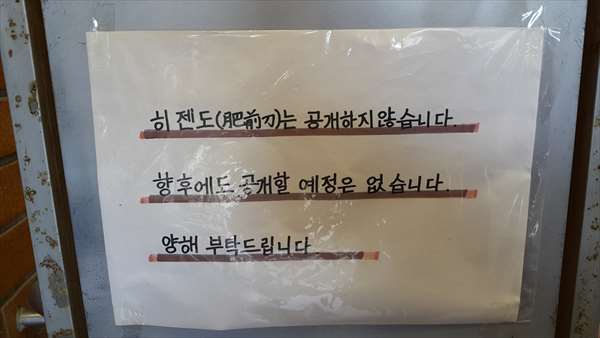 히젠도(肥前刀)는 공개하지않습니다.
향후에도 공개할 예정은 없습니다.
양해 부탁드립니다